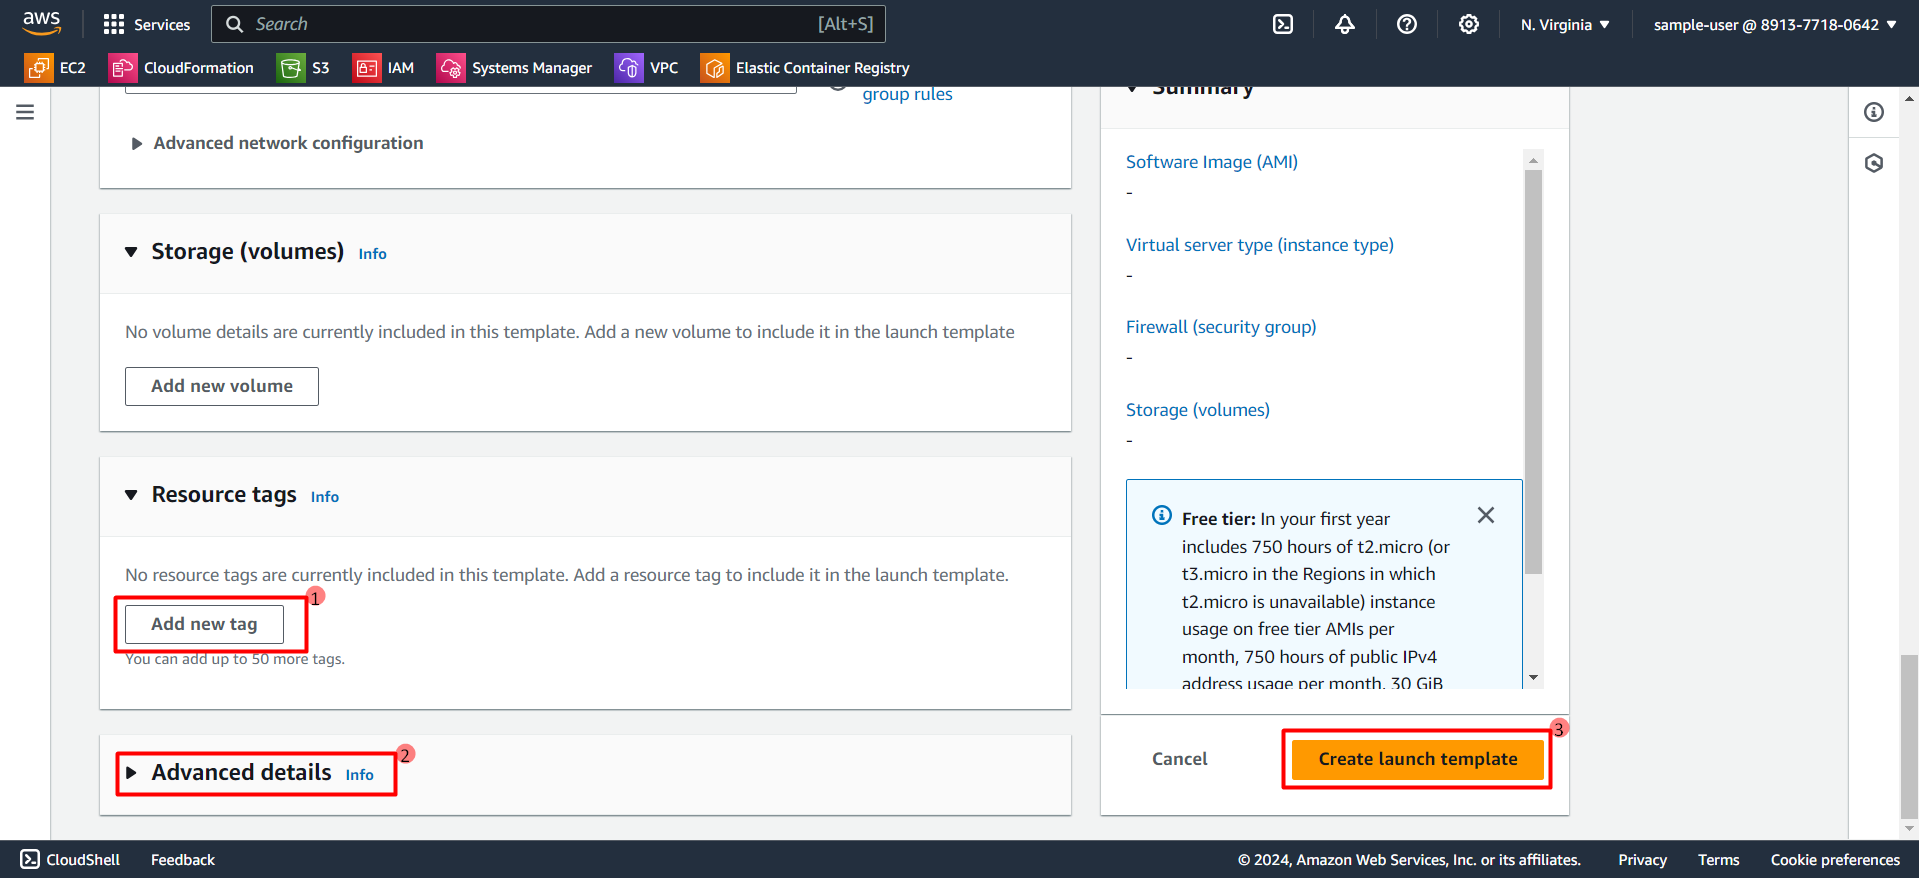 aws
Services
Search
[Alt+S]
N. Virginia
sample-user @ 8913-7718-0642
EC2
CloudFormation
S3
IAM
Systems Manager
VPC
Elastic Container Registry
group rules
Advanced network configuration
Storage (volumes) Info
No volume details are currently included in this template. Add a new volume to include it in the launch template
Add new volume
Resource tags Info
No resource tags are currently included in this template. Add a resource tag to include it in the launch template.
1
Add new tag
You can add up to 50 more tags.
2
Advanced details Info
Summary
Software Image (AMI)
-
Virtual server type (instance type)
-
Firewall (security group)
-
Storage (volumes)
-
Free tier: In your first year
includes 750 hours of t2.micro (or
t3.micro in the Regions in which
t2.micro is unavailable) instance
usage on free tier AMIs per
month, 750 hours of public IPv4
address usage per month, 30 GiB
3
Cancel
Create launch template
CloudShell
Feedback
© 2024, Amazon Web Services, Inc. or its affiliates.
Privacy
Terms
Cookie preferences